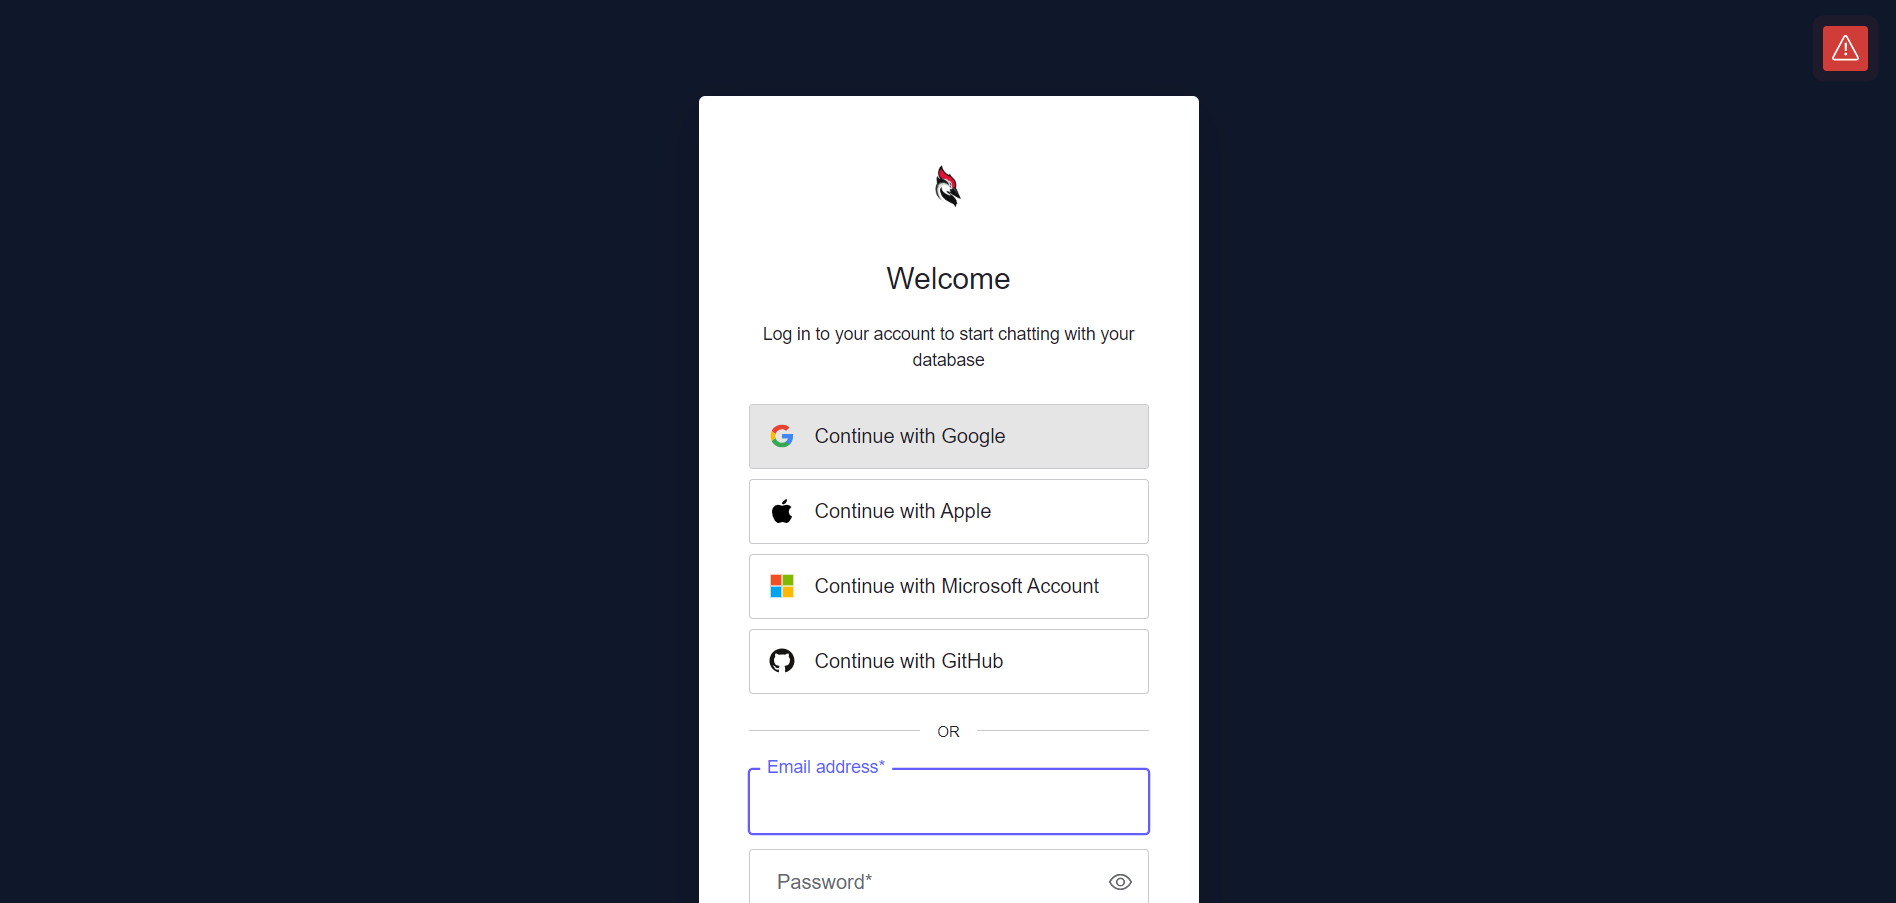 Welcome
Log in to your account to start chatting with your
database
Continue with Google
Continue with Apple
Continue with Microsoft Account
Continue with GitHub
OR
Email address*
Password*